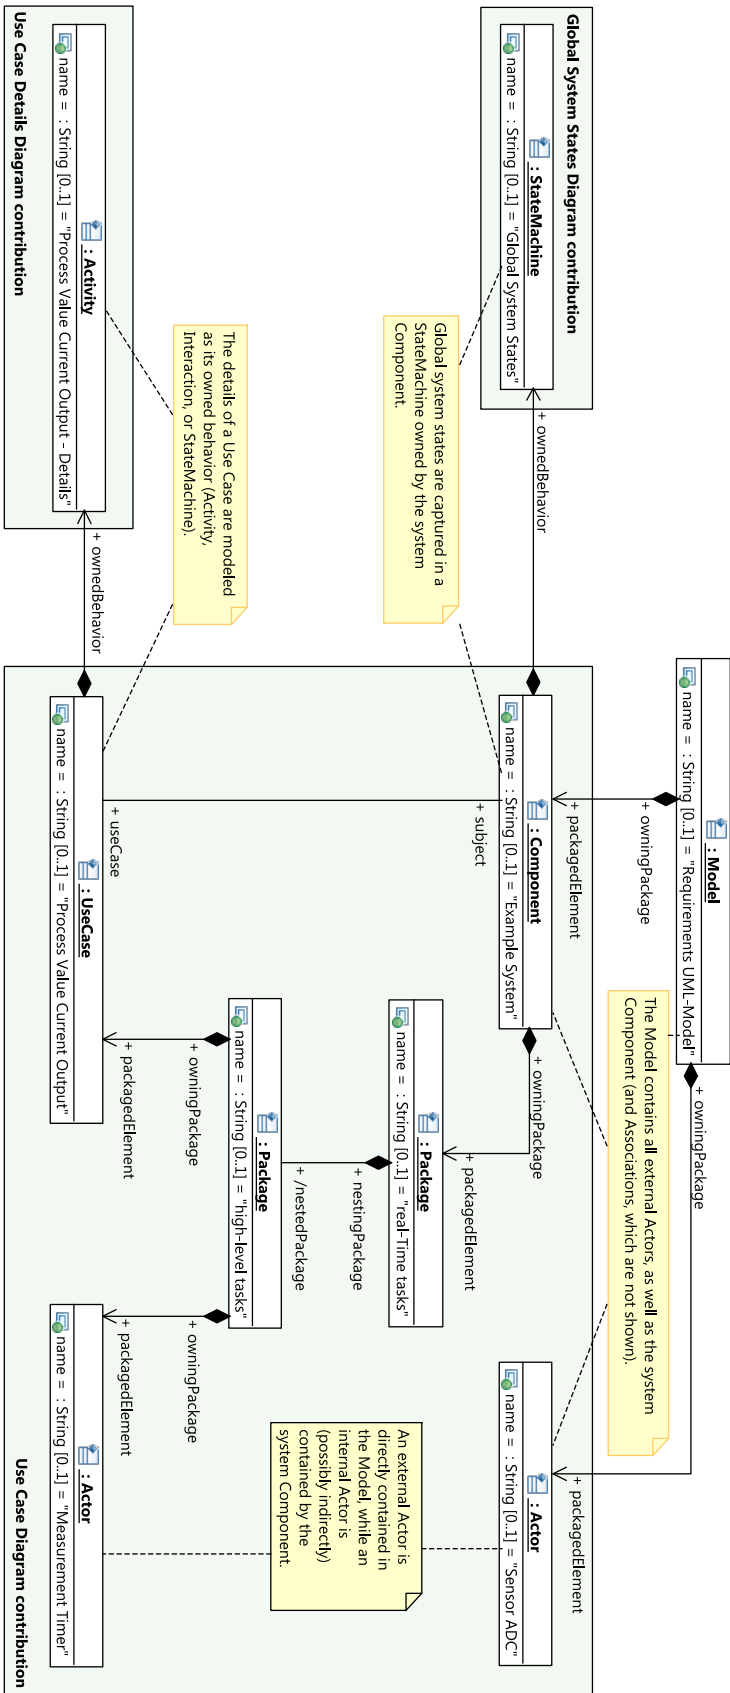 : Model
name = : String [0..1] = "Requirements UML-Model"
+ owningPackage
+ packagedElement
+ owningPackage
+ packagedElement
The Model contains all external Actors, as well as the system
Component (and Associations, which are not shown).
Global System States Diagram contribution
: StateMachine
name = : String [0..1] = "Global System States"
+ ownedBehavior
Global system states are captured in a
StateMachine owned by the system
Component.
: Component
name = : String [0..1] = "Example System"
+ subject
+ useCase
+ owningPackage
+ packagedElement
: Actor
name = : String [0..1] = "Sensor ADC"
: Package
name = : String [0..1] = "real-Time tasks"
+ nestingPackage
+ /nestedPackage
An external Actor is
directly contained in
the Model, while an
internal Actor is
(possibly indirectly)
contained by the
system Component.
: Package
name = : String [0..1] = "high-level tasks"
+ owningPackage
+ packagedElement
+ owningPackage
+ packagedElement
The details of a Use Case are modeled
as its owned behavior (Activity,
Interaction, or StateMachine).
: Activity
name = : String [0..1] = "Process Value Current Output - Details"
Use Case Details Diagram contribution
+ ownedBehavior
: UseCase
name = : String [0..1] = "Process Value Current Output"
: Actor
name = : String [0..1] = "Measurement Timer"
Use Case Diagram contribution